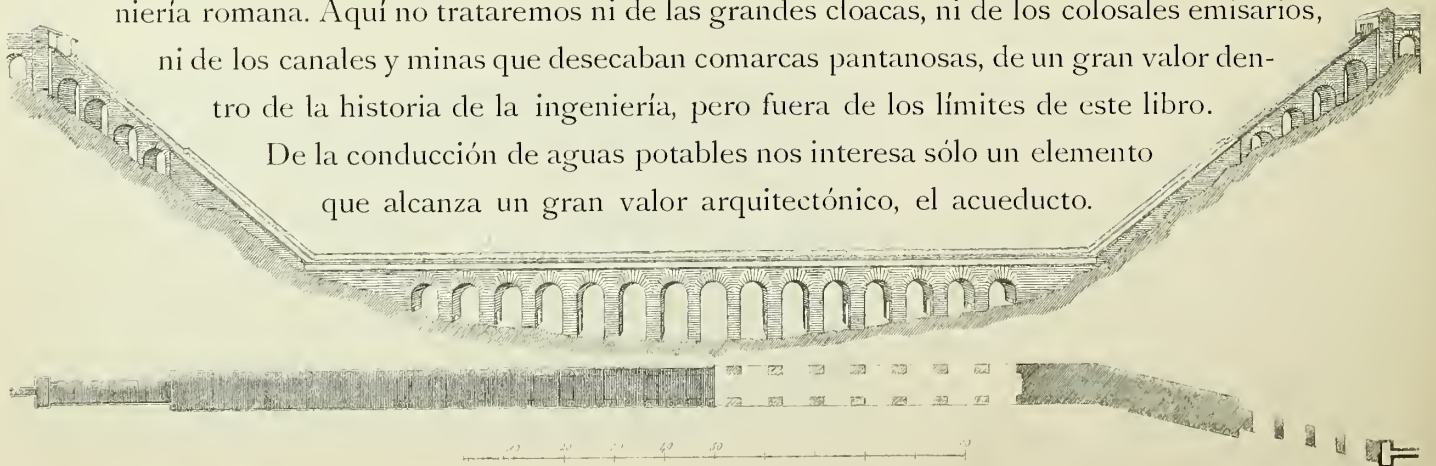 niería romana. Aquí no trataremos ni de las grandes cloacas, ni de los colosales emisarios,
ni de los canales y minas que desecaban comarcas pantanosas, de un gran valor den-
tro de la historia de la ingeniería, pero fuera de los límites de este libro.
De la conducción de aguas potables nos interesa sólo un elemento
que alcanza un gran valor arquitectónico, el acueducto.
40 50